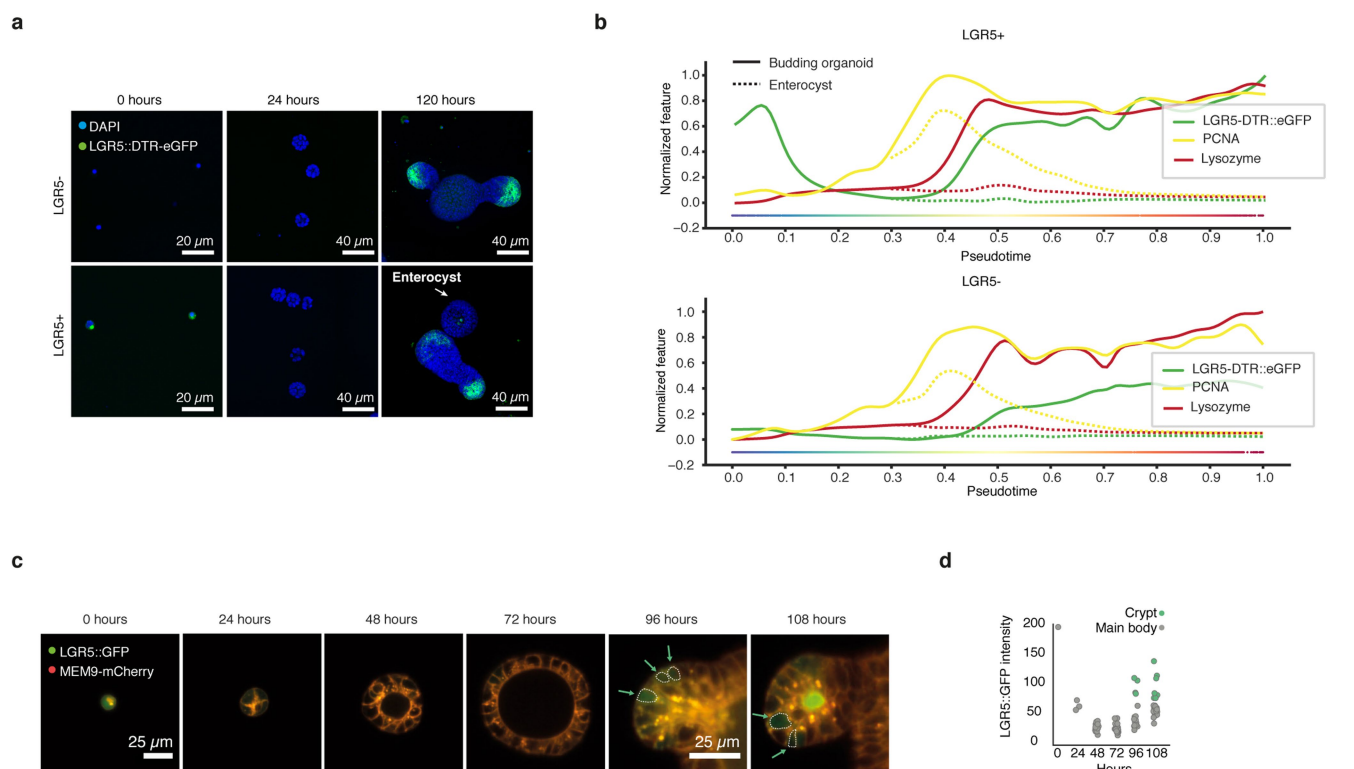 a
0 hours
24 hours
120 hours
DAPI
LGR5::DTR-eGFP
LGR5-
20 µm
40 µm
40 µm
Enterocyst
LGR5+
20 µm
40 µm
40 µm
b
LGR5+
Budding organoid
Enterocyst
Normalized feature
1.0
0.8
0.6
0.4
0.2
0.0
−0.2
LGR5-DTR::eGFP
PCNA
Lysozyme
0.0 0.1 0.2 0.3 0.4 0.5 0.6 0.7 0.8 0.9 1.0
Pseudotime
LGR5-
Normalized feature
1.0
0.8
0.6
0.4
0.2
0.0
−0.2
LGR5-DTR::eGFP
PCNA
Lysozyme
0.0 0.1 0.2 0.3 0.4 0.5 0.6 0.7 0.8 0.9 1.0
Pseudotime
c
0 hours
24 hours
48 hours
72 hours
96 hours
108 hours
LGR5::GFP
MEM9-mCherry
25 µm
25 µm
d
Crypt
Main body
LGR5::GFP intensity
200
150
100
50
0
0 24 48 72 96 108
Hours